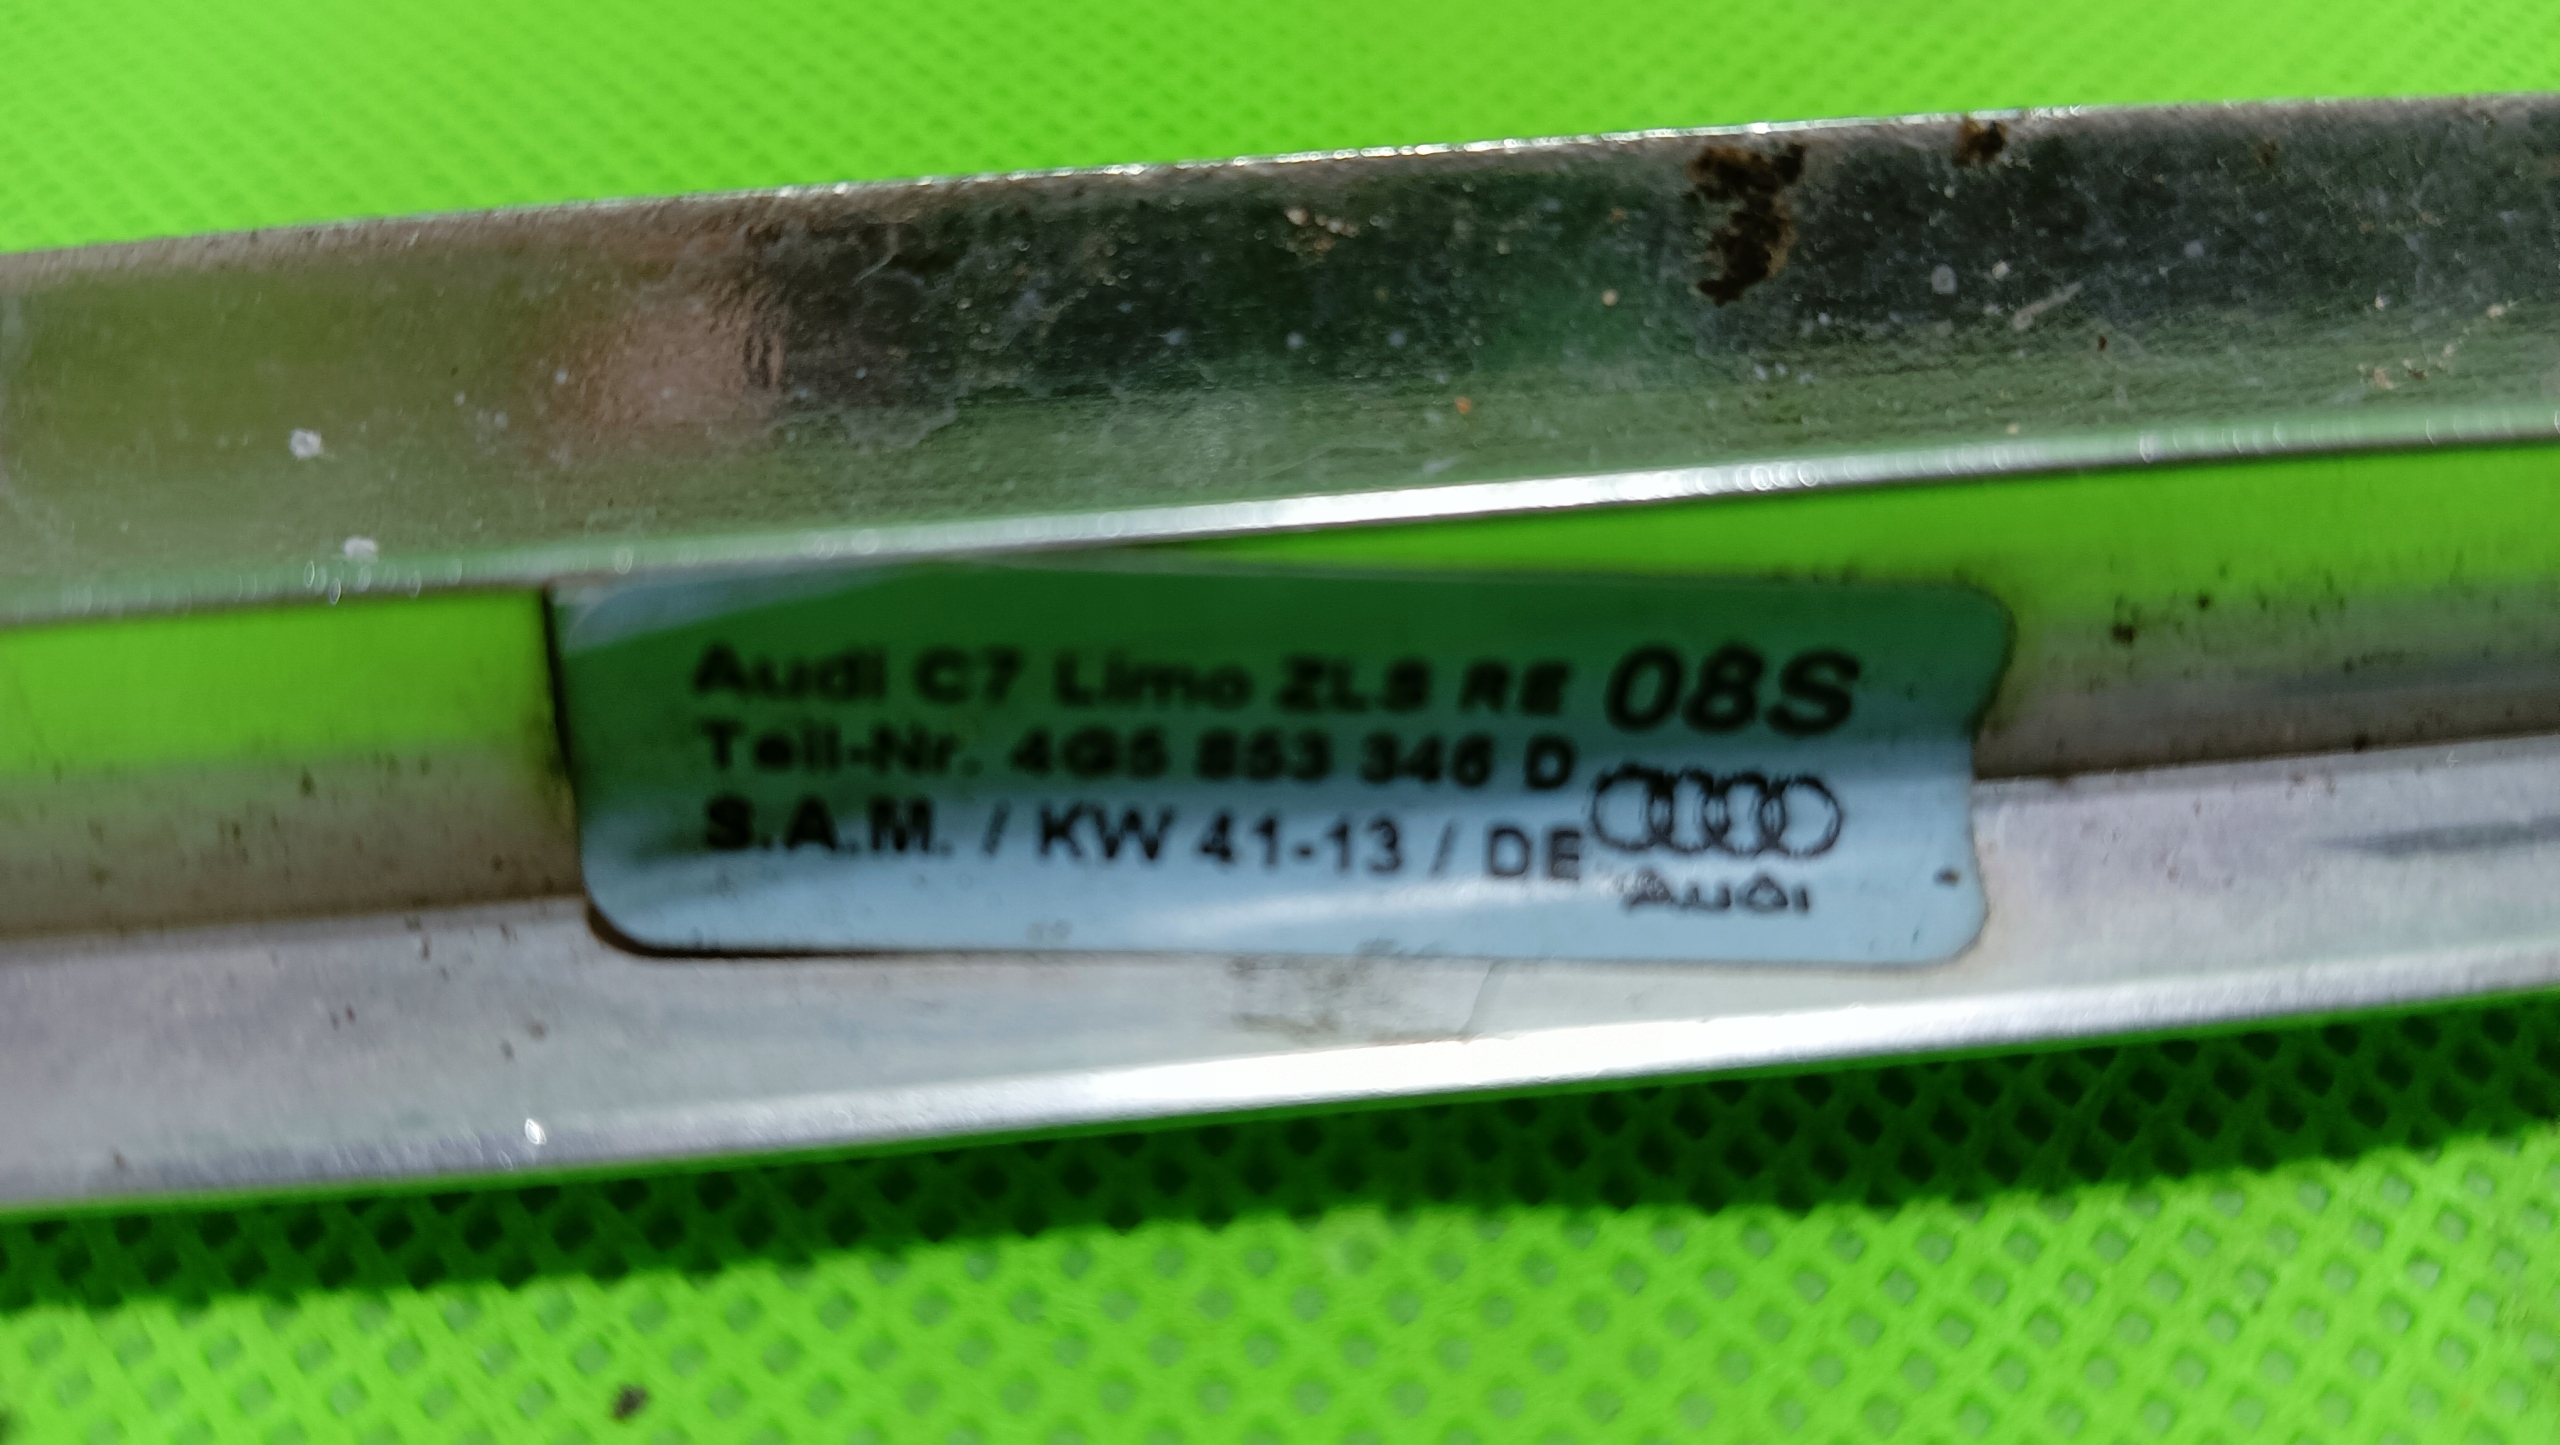 Audi C7 Limo ZLS RE 08S
Teil-Nr. 4G5 853 346 D
S.A.M. / KW 41-13 / DE
Audi